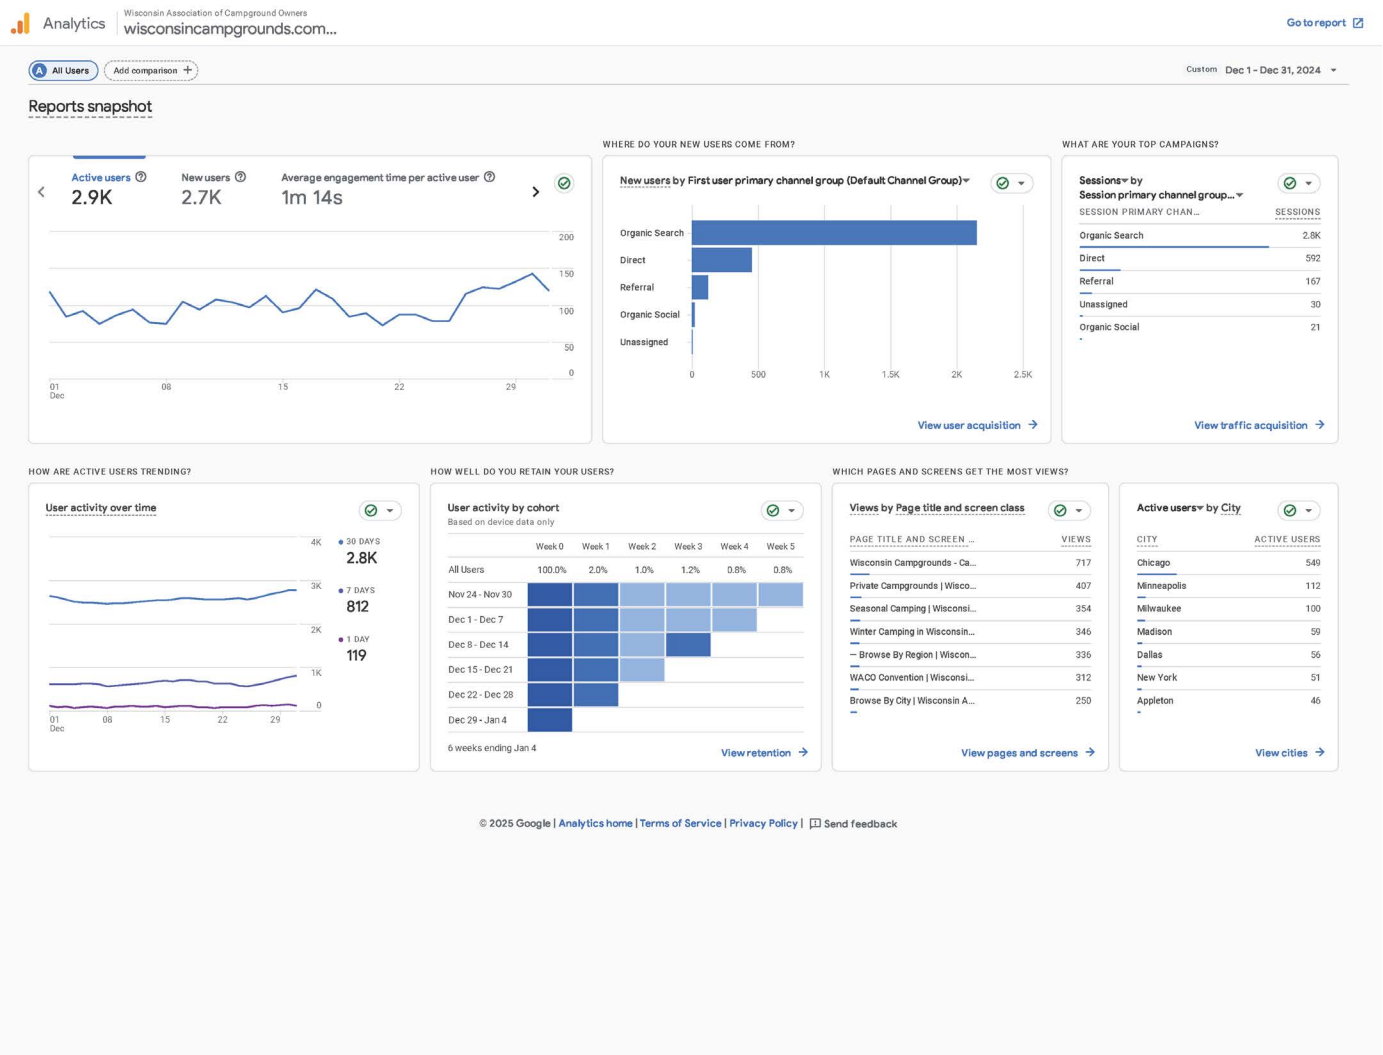 Analytics
Wisconsin Association of Campground Owners
wisconsincampgrounds.com...
Go to report
A All Users
Add comparison +
Custom Dec 1 - Dec 31, 2024
Reports snapshot
Active users
2.9K
New users
2.7K
Average engagement time per active user
1m 14s
200
150
100
50
0
01
Dec
08
15
22
29
WHERE DO YOUR NEW USERS COME FROM?
New users by First user primary channel group (Default Channel Group)
Organic Search
Direct
Referral
Organic Social
Unassigned
0
500
1K
1.5K
2K
2.5K
View user acquisition
WHAT ARE YOUR TOP CAMPAIGNS?
Sessions by
Session primary channel group...
SESSION PRIMARY CHAN... SESSIONS
Organic Search 2.8K
Direct 592
Referral 167
Unassigned 30
Organic Social 21
View traffic acquisition
HOW ARE ACTIVE USERS TRENDING?
User activity over time
4K
3K
2K
1K
0
01
Dec
08
15
22
29
30 DAYS
2.8K
7 DAYS
812
1 DAY
119
HOW WELL DO YOU RETAIN YOUR USERS?
User activity by cohort
Based on device data only
Week 0 Week 1 Week 2 Week 3 Week 4 Week 5
All Users 100.0% 2.0% 1.0% 1.2% 0.8% 0.8%
Nov 24 - Nov 30
Dec 1 - Dec 7
Dec 8 - Dec 14
Dec 15 - Dec 21
Dec 22 - Dec 28
Dec 29 - Jan 4
6 weeks ending Jan 4
View retention
WHICH PAGES AND SCREENS GET THE MOST VIEWS?
Views by Page title and screen class
PAGE TITLE AND SCREEN ... VIEWS
Wisconsin Campgrounds - Ca... 717
Private Campgrounds | Wisco... 407
Seasonal Camping | Wisconsi... 354
Winter Camping in Wisconsin... 346
— Browse By Region | Wiscon... 336
WACO Convention | Wisconsi... 312
Browse By City | Wisconsin A... 250
View pages and screens
Active users by City
CITY ACTIVE USERS
Chicago 549
Minneapolis 112
Milwaukee 100
Madison 59
Dallas 56
New York 51
Appleton 46
View cities
© 2025 Google | Analytics home | Terms of Service | Privacy Policy | Send feedback